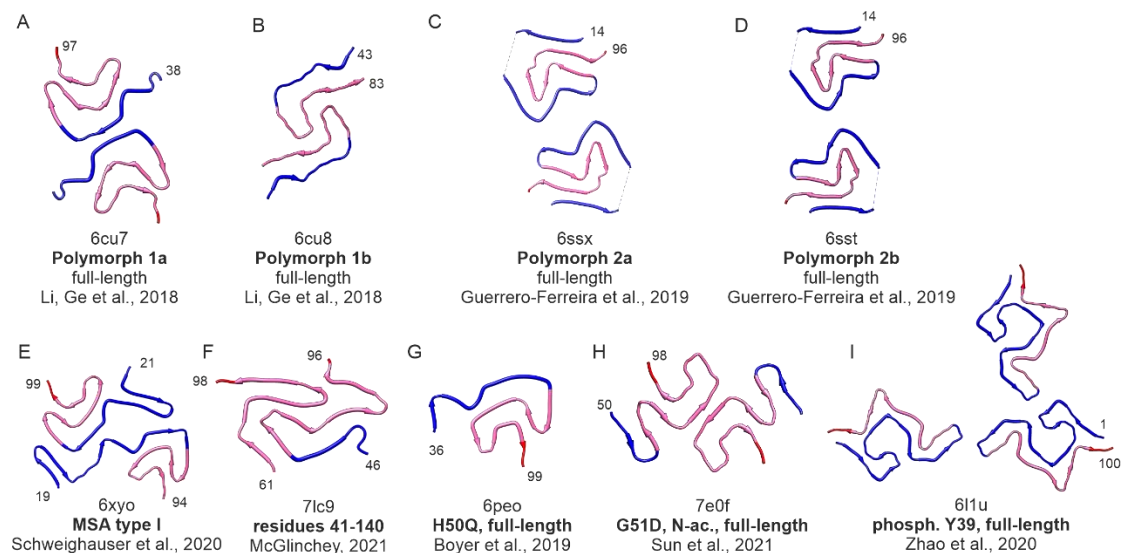 A
97
38
6cu7
Polymorph 1a
full-length
Li, Ge et al., 2018
B
43
83
6cu8
Polymorph 1b
full-length
Li, Ge et al., 2018
C
14
96
6ssx
Polymorph 2a
full-length
Guerrero-Ferreira et al., 2019
D
14
96
6sst
Polymorph 2b
full-length
Guerrero-Ferreira et al., 2019
E
99
21
19
94
6xyo
MSA type I
Schweighauser et al., 2020
F
98
96
61
46
7lc9
residues 41-140
McGlinchey, 2021
G
36
99
6peo
H50Q, full-length
Boyer et al., 2019
H
98
50
7e0f
G51D, N-ac., full-length
Sun et al., 2021
I
1
100
6l1u
phosph. Y39, full-length
Zhao et al., 2020